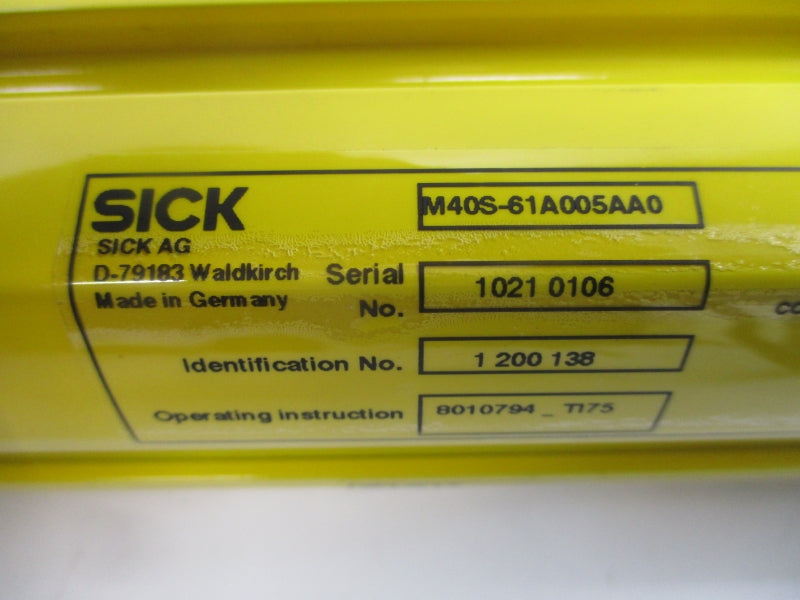 SICK
M40S-61A005AA0
SICK AG
D-79183 Waldkirch
Made in Germany
Serial No.
1021 0106
Identification No.
1 200 138
Operating instruction
8010794 _ TI75